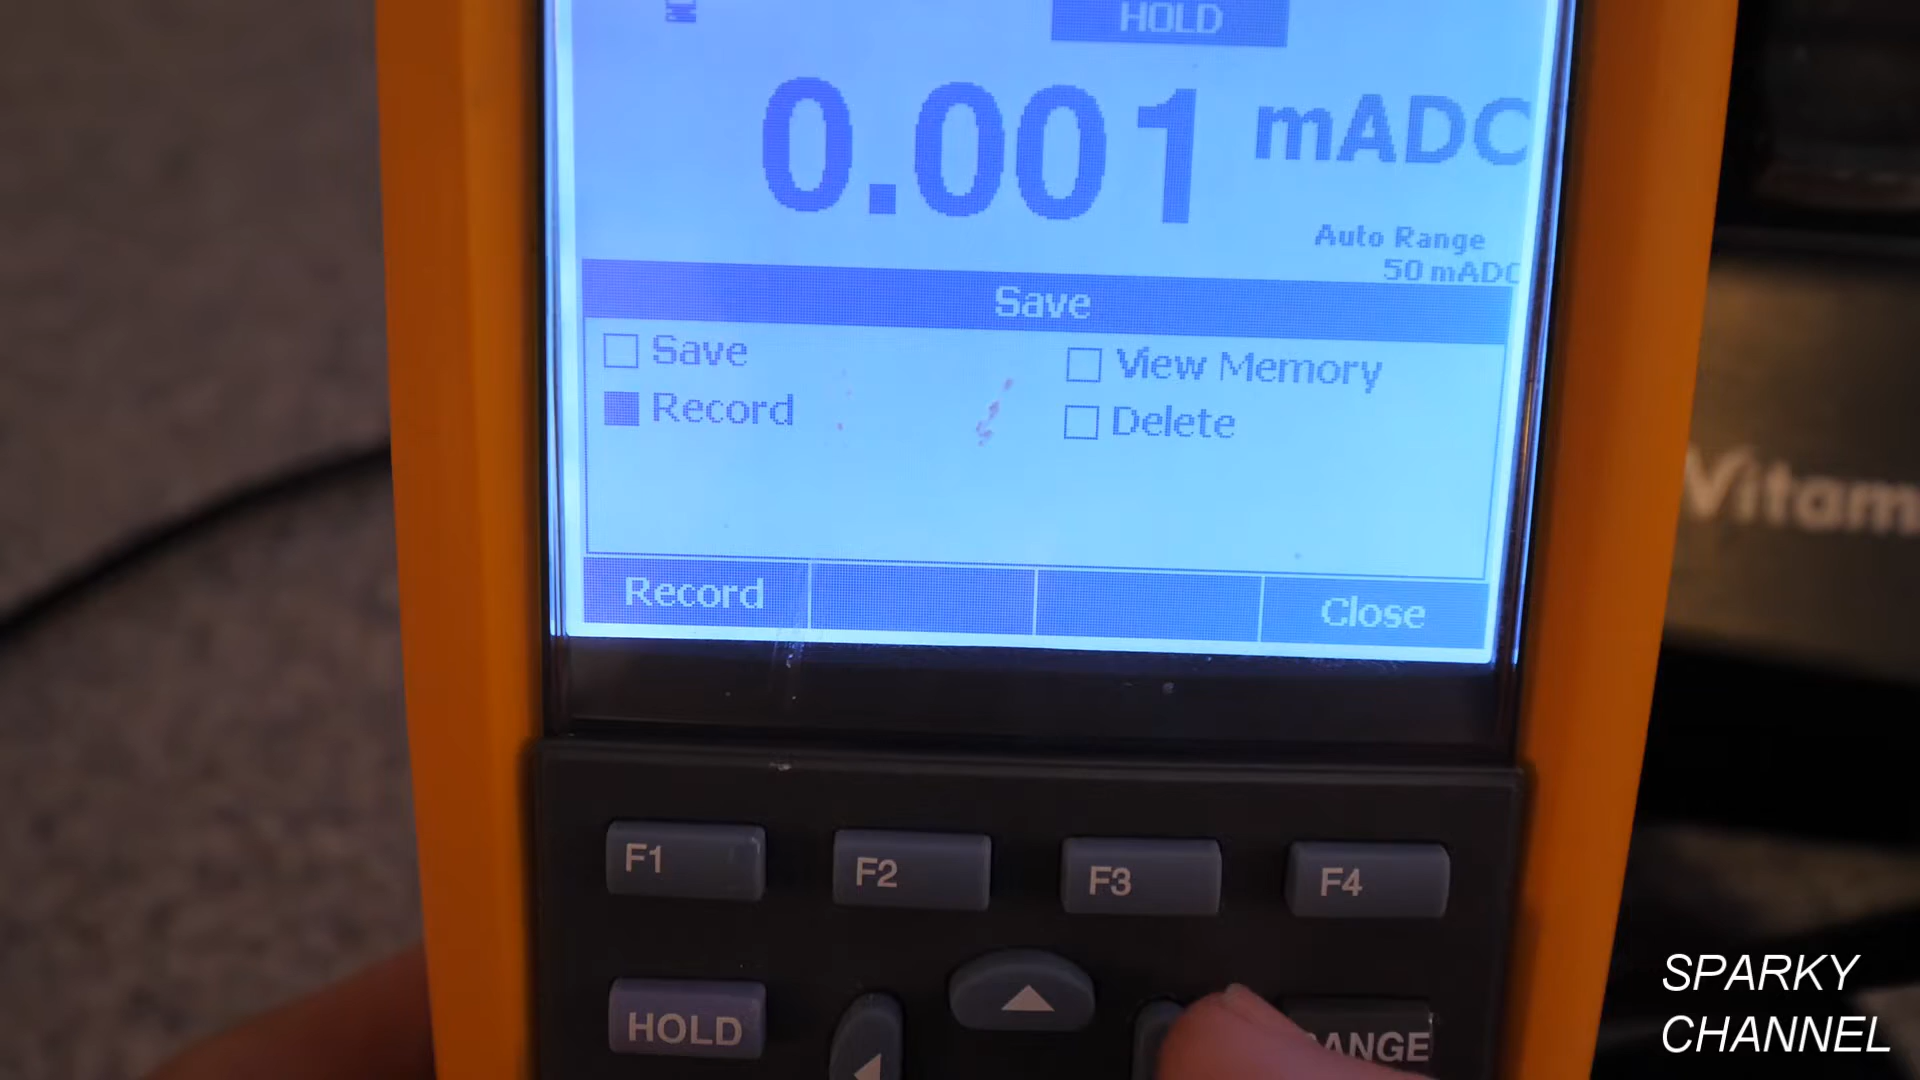 HOLD
0.001 mADC
Auto Range
50 mADC
Save
Save
View Memory
Record
Delete
Record
Close
F1
F2
F3
F4
HOLD
RANGE
Vitam
SPARKY
CHANNEL